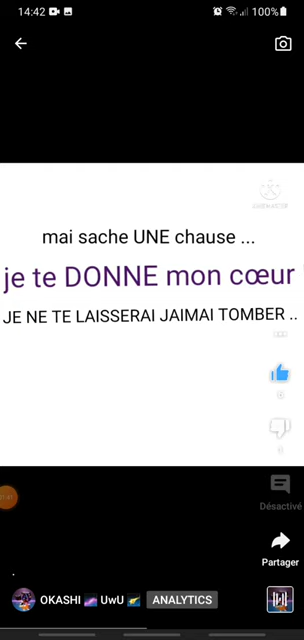 14:42
100%
mai sache UNE chause ...
je te DONNE mon cœur
JE NE TE LAISSERAI JAIMAI TOMBER ..
Désactivé
Partager
OKASHI UwU ANALYTICS